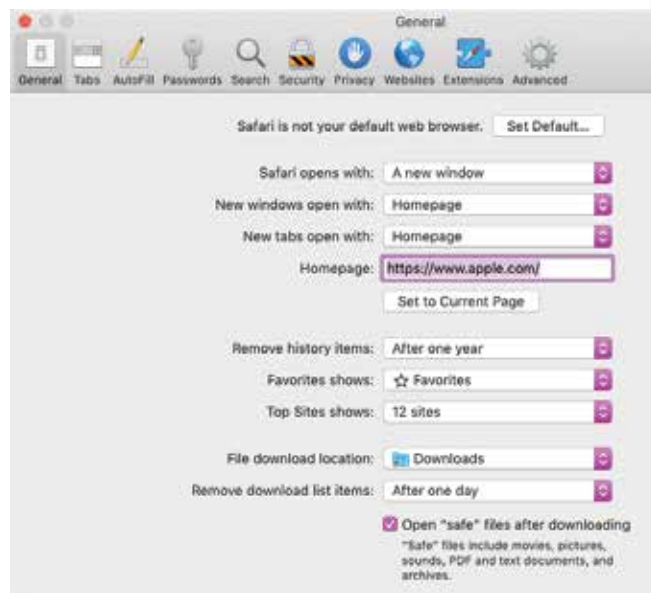 General
General Tabs AutoFill Passwords Search Security Privacy Websites Extensions Advanced
Safari is not your default web browser. Set Default...
Safari opens with: A new window
New windows open with: Homepage
New tabs open with: Homepage
Homepage: https://www.apple.com/
Set to Current Page
Remove history items: After one year
Favorites shows: ☆ Favorites
Top Sites shows: 12 sites
File download location: Downloads
Remove download list items: After one day
Open "safe" files after downloading
"Safe" files include movies, pictures,
sounds, PDF and text documents, and
archives.